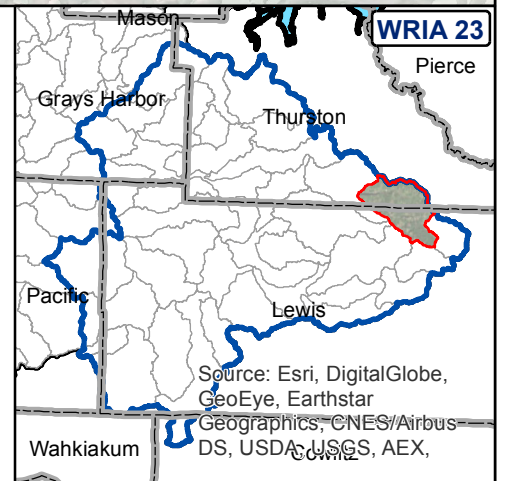 Mason
WRIA 23
Pierce
Grays Harbor
Thurston
Pacific
Lewis
Source: Esri, DigitalGlobe,
GeoEye, Earthstar
Geographics, CNES/Airbus
DS, USDA, USGS, AEX,
Wahkiakum
Cowlitz